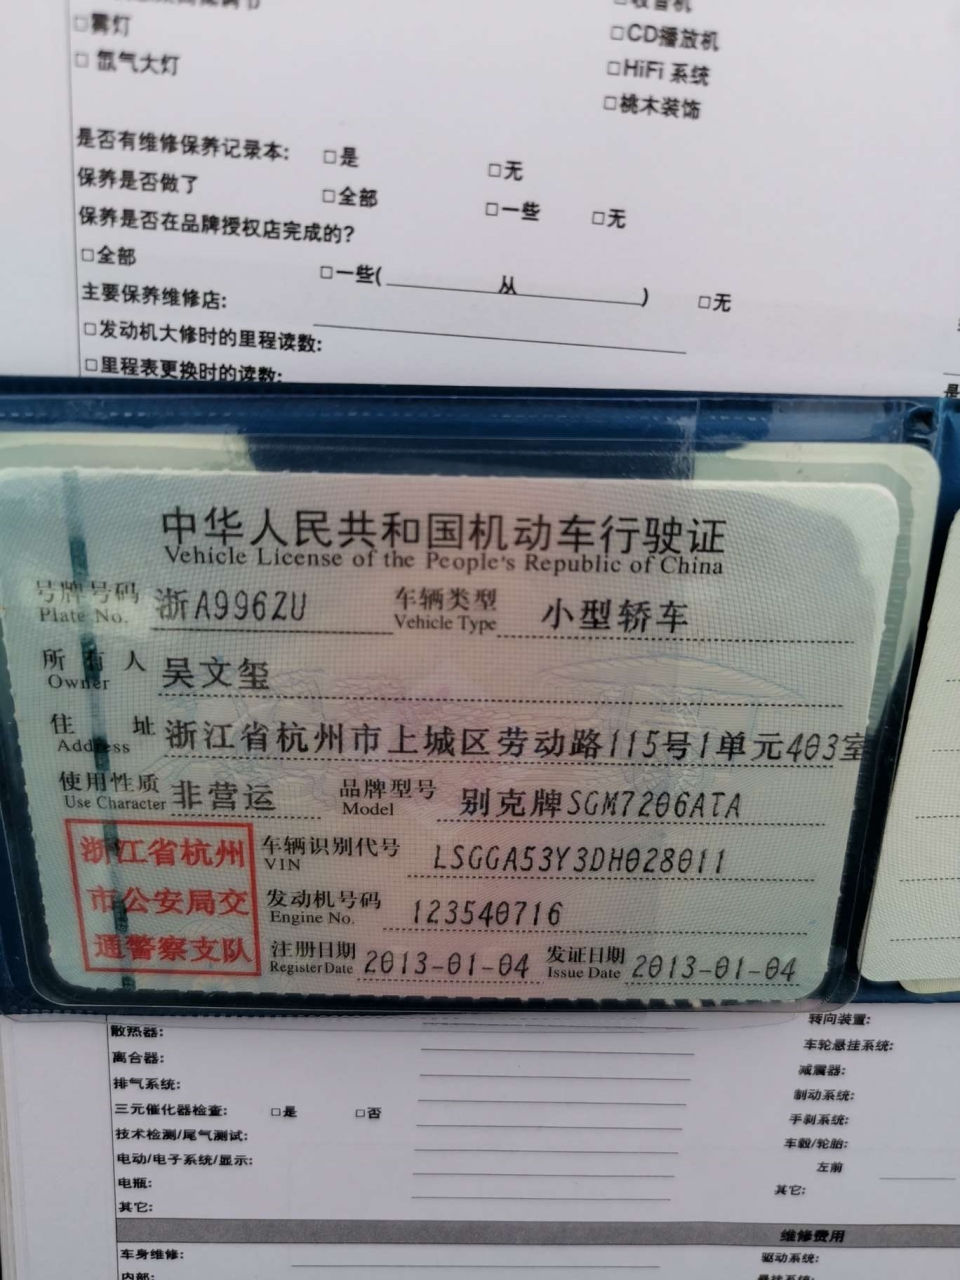 □雾灯
□收音机
□CD播放机
□氙气大灯
□HiFi 系统
□桃木装饰
是否有维修保养记录本: □是 □无
保养是否做了 □全部 □一些 □无
保养是否在品牌授权店完成的?
□全部 □一些( 从 ) □无
主要保养维修店:
□发动机大修时的里程读数:
□里程表更换时的读数:
中华人民共和国机动车行驶证
Vehicle License of the People's Republic of China
号牌号码 浙A996ZU 车辆类型 小型轿车
Plate No. Vehicle Type
所有人 吴文玺
Owner
住址 浙江省杭州市上城区劳动路115号1单元403室
Address
使用性质 非营运 品牌型号 别克牌SGM7206ATA
Use Character Model
浙江省杭州
市公安局交
通警察支队
车辆识别代号 LSGGA53Y3DH028011
VIN
发动机号码 123540716
Engine No.
注册日期 2013-01-04 发证日期 2013-01-04
Register Date Issue Date
散热器: 转向装置:
离合器: 车轮悬挂系统:
排气系统: 减震器:
三元催化器检查: □是 □否 制动系统:
技术检测/尾气测试: 手刹系统:
电动/电子系统/显示: 车毂/轮胎:
电瓶: 左前
其它: 其它:
维修费用
车身维修: 驱动系统:
内部: 悬挂系统: